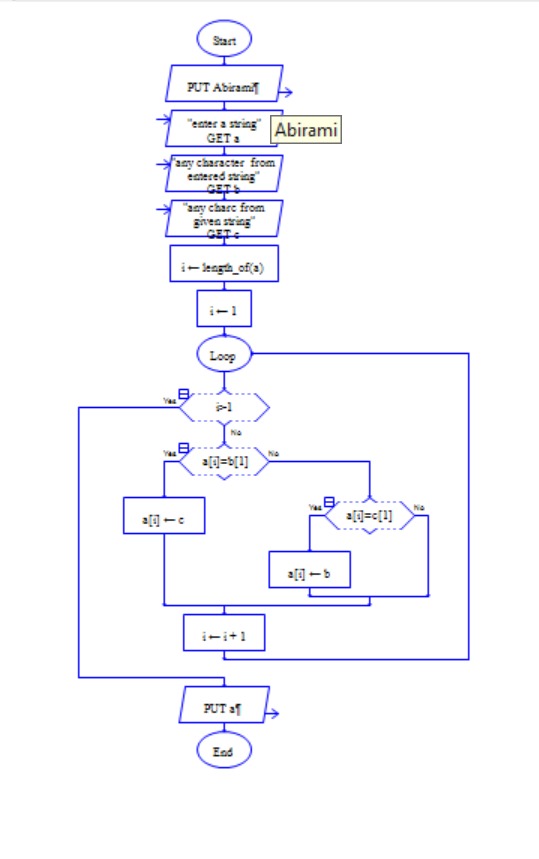 Start
PUT Abirami¶
"enter a string"
GET a
Abirami
"any character from
entered string"
GET b
"any charc from
given string"
GET c
i ← length_of(a)
i ← 1
Loop
Yes
i>1
No
Yes
a[i]=b[1]
No
a[i] ← c
Yes
a[i]=c[1]
No
a[i] ← b
i ← i + 1
PUT a¶
End